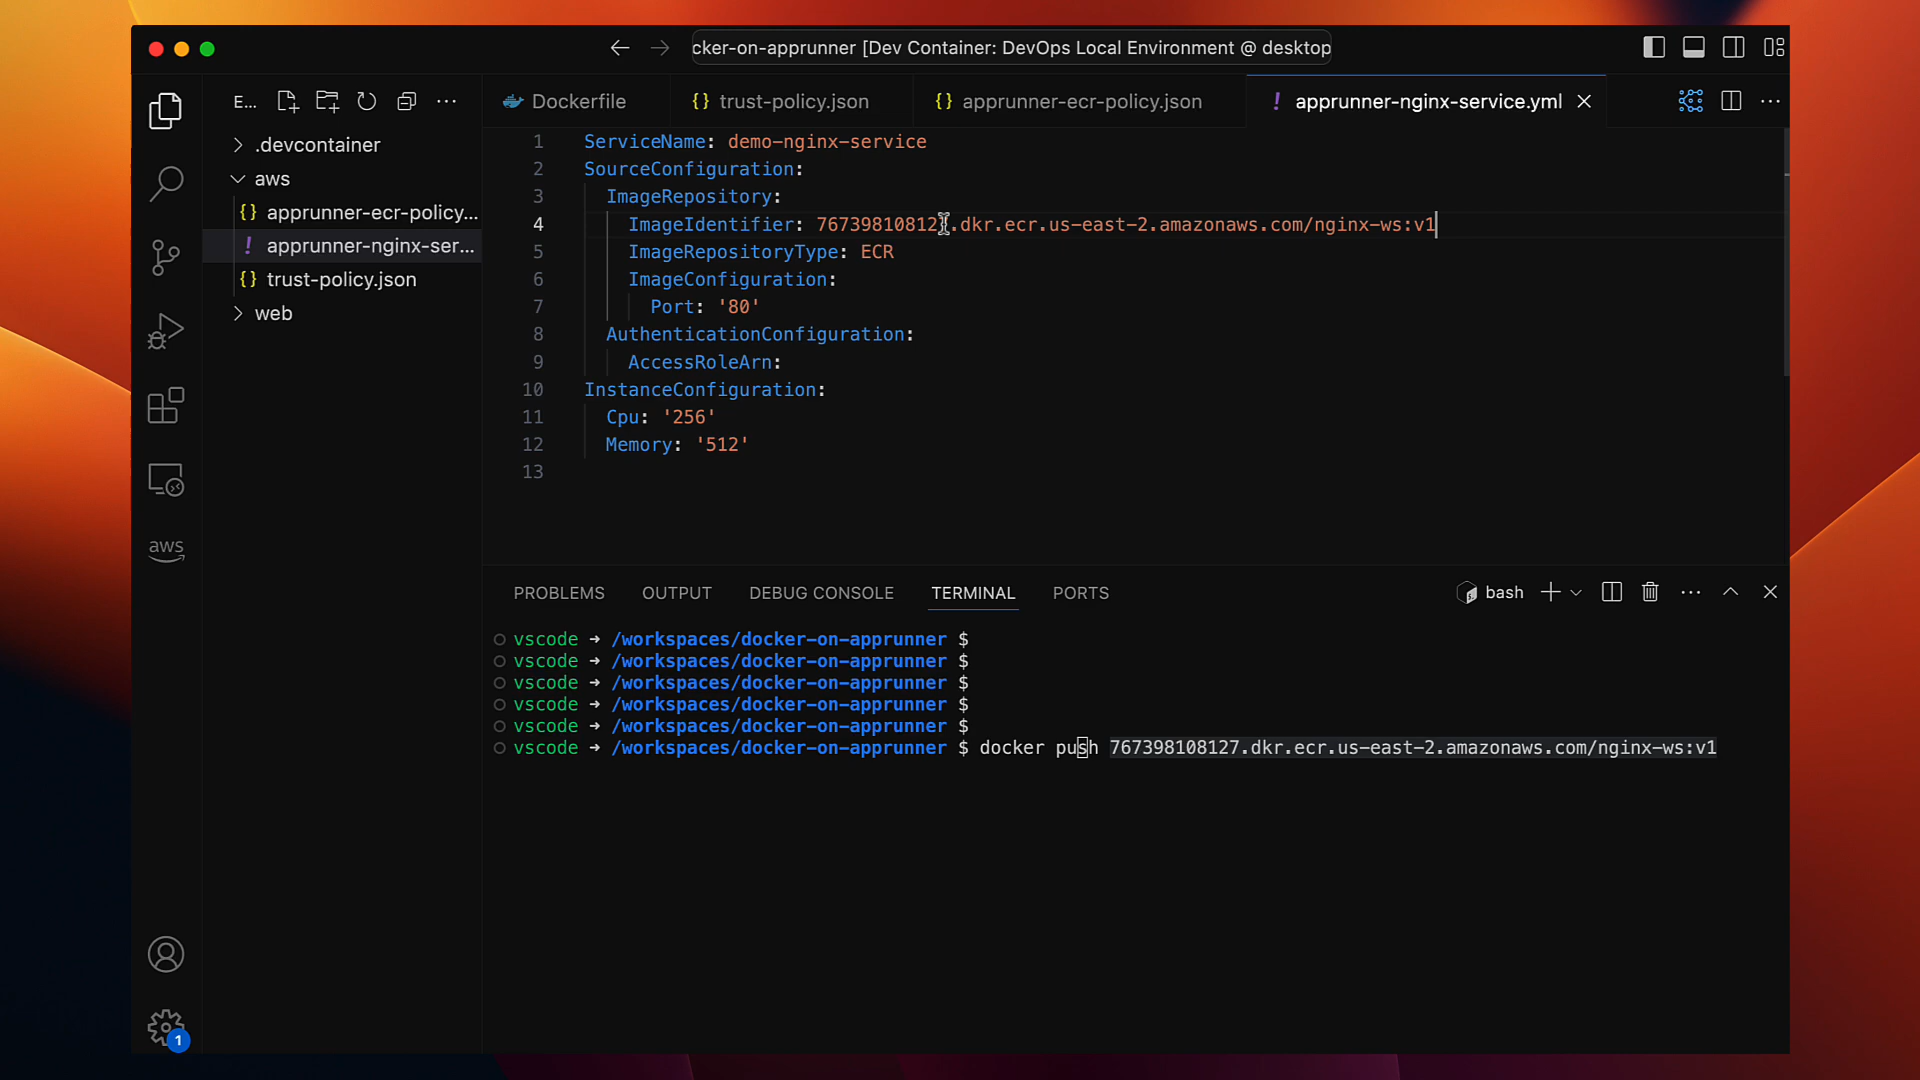 cker-on-apprunner [Dev Container: DevOps Local Environment @ desktop
E...
Dockerfile
trust-policy.json
apprunner-ecr-policy.json
apprunner-nginx-service.yml
.devcontainer
aws
apprunner-ecr-policy...
apprunner-nginx-ser...
trust-policy.json
web
aws
1
1 ServiceName: demo-nginx-service
2 SourceConfiguration:
3 ImageRepository:
4 ImageIdentifier: 767398108127.dkr.ecr.us-east-2.amazonaws.com/nginx-ws:v1
5 ImageRepositoryType: ECR
6 ImageConfiguration:
7 Port: '80'
8 AuthenticationConfiguration:
9 AccessRoleArn:
10 InstanceConfiguration:
11 Cpu: '256'
12 Memory: '512'
13
PROBLEMS OUTPUT DEBUG CONSOLE TERMINAL PORTS
bash
vscode → /workspaces/docker-on-apprunner $
vscode → /workspaces/docker-on-apprunner $
vscode → /workspaces/docker-on-apprunner $
vscode → /workspaces/docker-on-apprunner $
vscode → /workspaces/docker-on-apprunner $
vscode → /workspaces/docker-on-apprunner $ docker push 767398108127.dkr.ecr.us-east-2.amazonaws.com/nginx-ws:v1